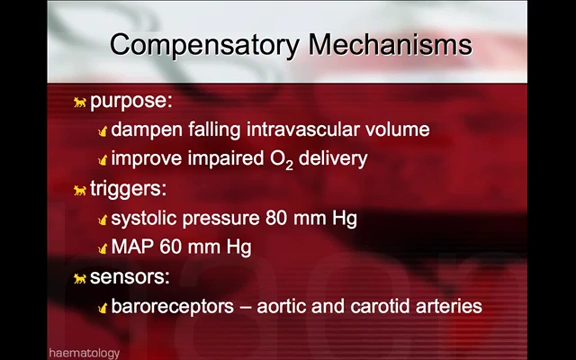 Compensatory Mechanisms
purpose:
dampen falling intravascular volume
improve impaired O₂ delivery
triggers:
systolic pressure 80 mm Hg
MAP 60 mm Hg
sensors:
baroreceptors – aortic and carotid arteries
haematology